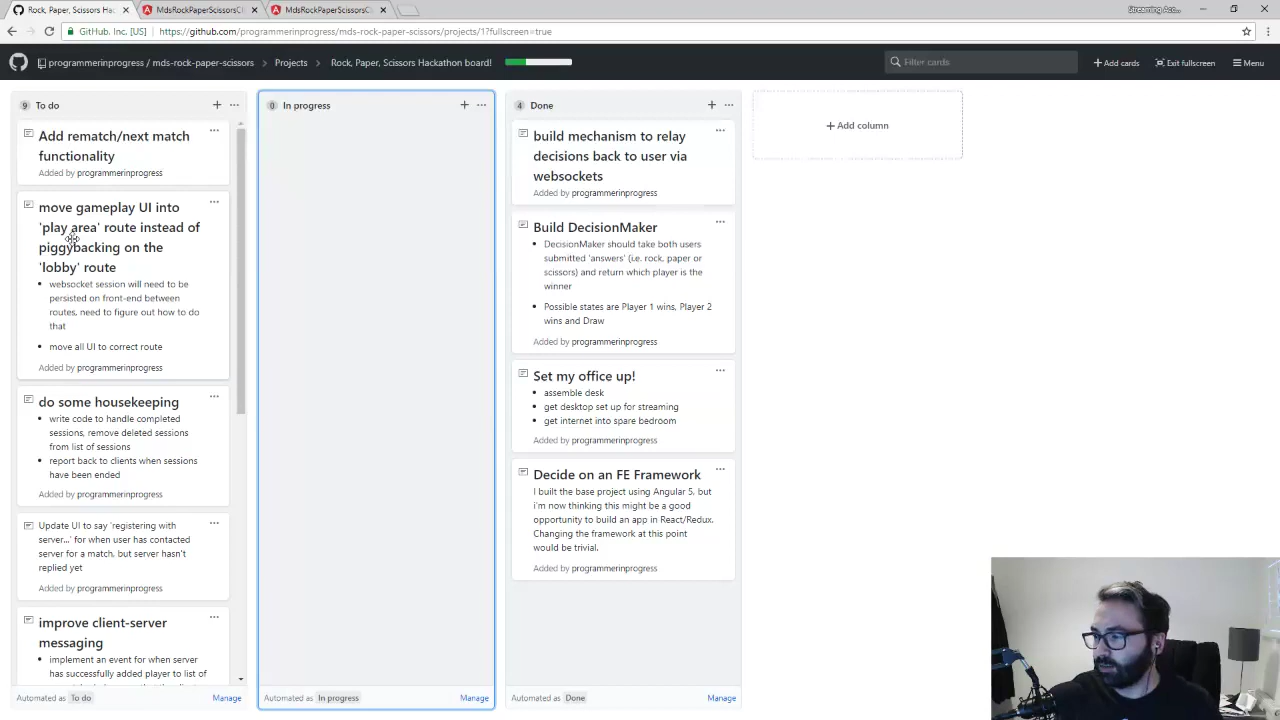 Rock, Paper, Scissors Hac
MdsRockPaperScissorsCl
MdsRockPaperScissorsCl
Streaming Acc...
GitHub, Inc. [US]
https://github.com/programmerinprogress/mds-rock-paper-scissors/projects/1?fullscreen=true
programmerinprogress / mds-rock-paper-scissors
Projects
Rock, Paper, Scissors Hackathon board!
Filter cards
Add cards
Exit fullscreen
Menu
9 To do
Add rematch/next match
functionality
Added by programmerinprogress
move gameplay UI into
'play area' route instead of
piggybacking on the
'lobby' route
websocket session will need to be
persisted on front-end between
routes, need to figure out how to do
that
move all UI to correct route
Added by programmerinprogress
do some housekeeping
write code to handle completed
sessions, remove deleted sessions
from list of sessions
report back to clients when sessions
have been ended
Added by programmerinprogress
Update UI to say 'registering with
server...' for when user has contacted
server for a match, but server hasn't
replied yet
Added by programmerinprogress
improve client-server
messaging
implement an event for when server
has successfully added player to list of
Automated as To do
Manage
0 In progress
Automated as In progress
Manage
4 Done
build mechanism to relay
decisions back to user via
websockets
Added by programmerinprogress
Build DecisionMaker
DecisionMaker should take both users
submitted 'answers' (i.e. rock, paper or
scissors) and return which player is the
winner
Possible states are Player 1 wins, Player 2
wins and Draw
Added by programmerinprogress
Set my office up!
assemble desk
get desktop set up for streaming
get internet into spare bedroom
Added by programmerinprogress
Decide on an FE Framework
I built the base project using Angular 5, but
i'm now thinking this might be a good
opportunity to build an app in React/Redux.
Changing the framework at this point
would be trivial.
Added by programmerinprogress
Automated as Done
Manage
Add column